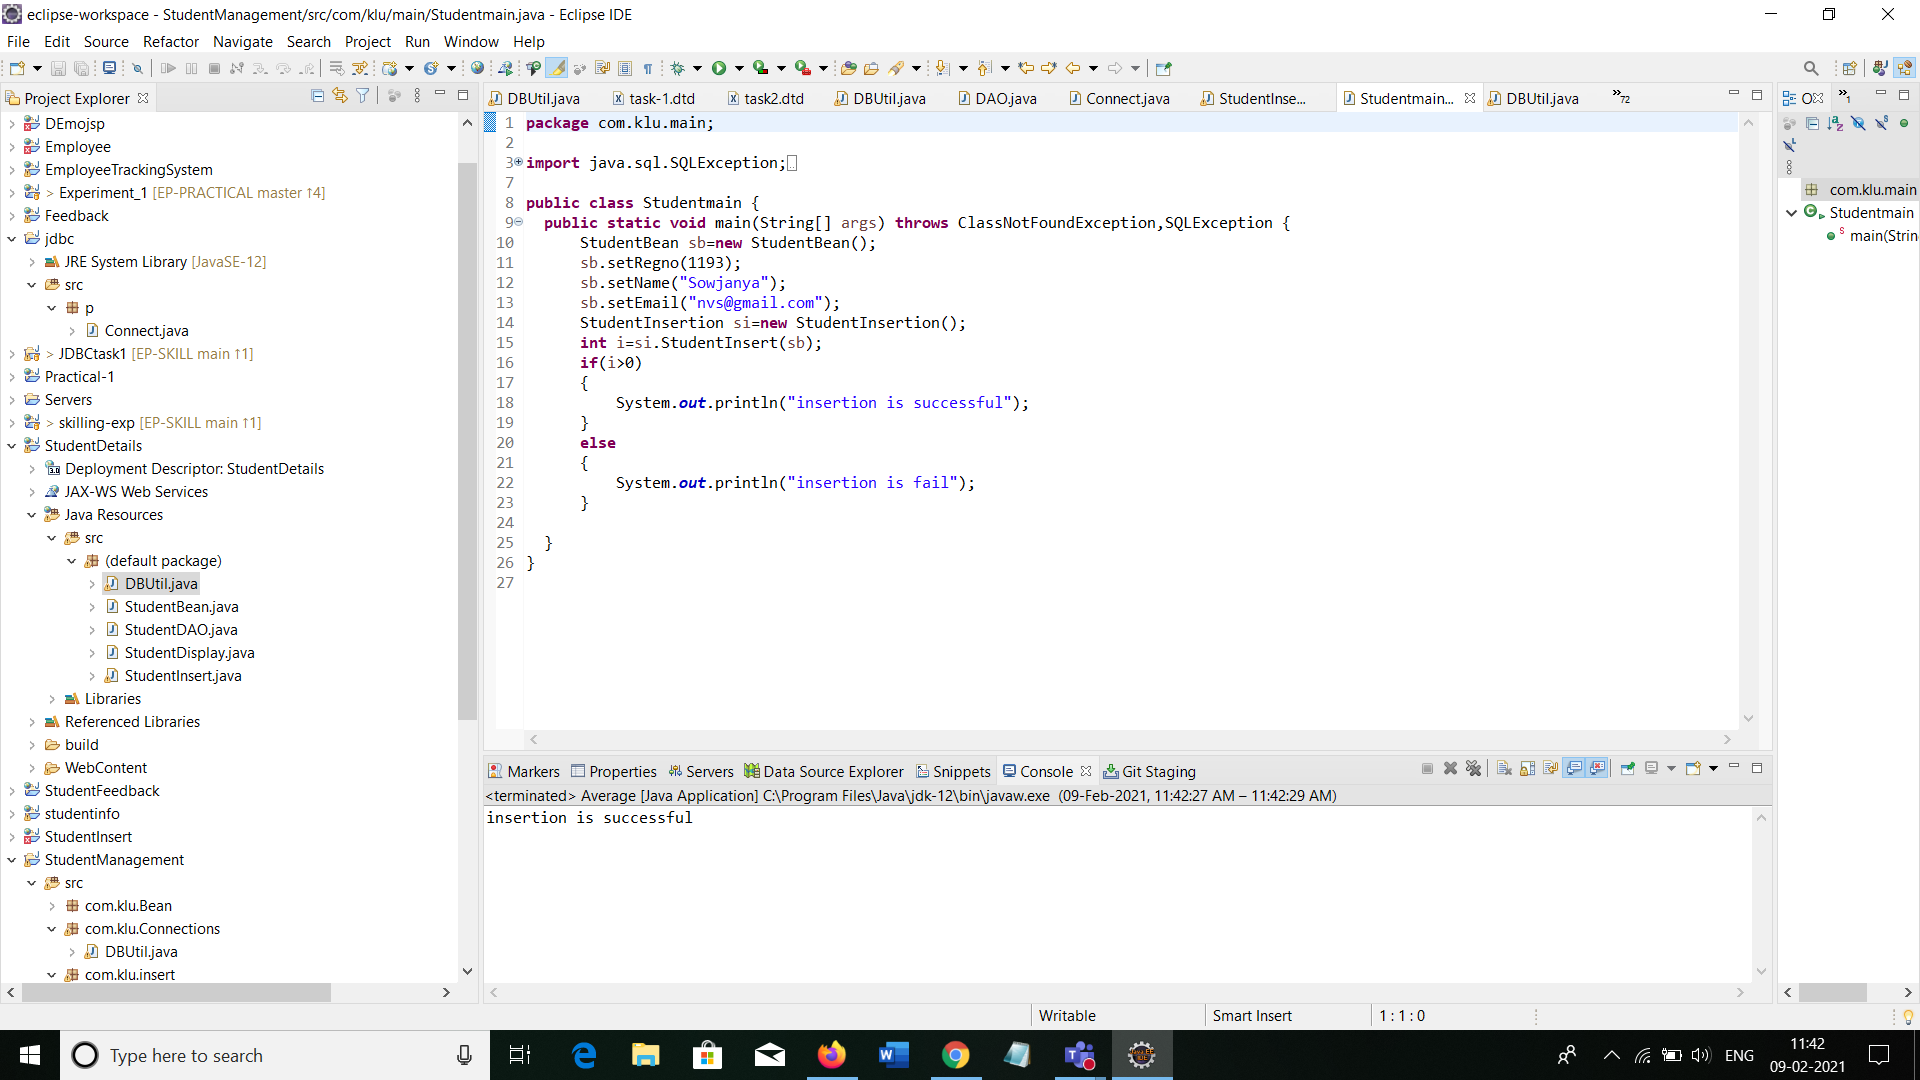 eclipse-workspace - StudentManagement/src/com/klu/main/Studentmain.java - Eclipse IDE
File Edit Source Refactor Navigate Search Project Run Window Help
Project Explorer
DEmojsp
Employee
EmployeeTrackingSystem
> Experiment_1 [EP-PRACTICAL master ↑4]
Feedback
jdbc
JRE System Library [JavaSE-12]
src
p
Connect.java
> JDBCtask1 [EP-SKILL main ↑1]
Practical-1
Servers
> skilling-exp [EP-SKILL main ↑1]
StudentDetails
Deployment Descriptor: StudentDetails
JAX-WS Web Services
Java Resources
src
(default package)
DBUtil.java
StudentBean.java
StudentDAO.java
StudentDisplay.java
StudentInsert.java
Libraries
Referenced Libraries
build
WebContent
StudentFeedback
studentinfo
StudentInsert
StudentManagement
src
com.klu.Bean
com.klu.Connections
DBUtil.java
com.klu.insert
DBUtil.java task-1.dtd task2.dtd DBUtil.java DAO.java Connect.java StudentInse... Studentmain... DBUtil.java »72
1 package com.klu.main;
2
3 import java.sql.SQLException;
7
8 public class Studentmain {
9 public static void main(String[] args) throws ClassNotFoundException,SQLException {
10 StudentBean sb=new StudentBean();
11 sb.setRegno(1193);
12 sb.setName("Sowjanya");
13 sb.setEmail("nvs@gmail.com");
14 StudentInsertion si=new StudentInsertion();
15 int i=si.StudentInsert(sb);
16 if(i>0)
17 {
18 System.out.println("insertion is successful");
19 }
20 else
21 {
22 System.out.println("insertion is fail");
23 }
24
25 }
26 }
27
»1
com.klu.main
Studentmain
main(Strin
Markers Properties Servers Data Source Explorer Snippets Console Git Staging
<terminated> Average [Java Application] C:\Program Files\Java\jdk-12\bin\javaw.exe (09-Feb-2021, 11:42:27 AM – 11:42:29 AM)
insertion is successful
Writable Smart Insert 1 : 1 : 0
Type here to search
ENG
11:42
09-02-2021